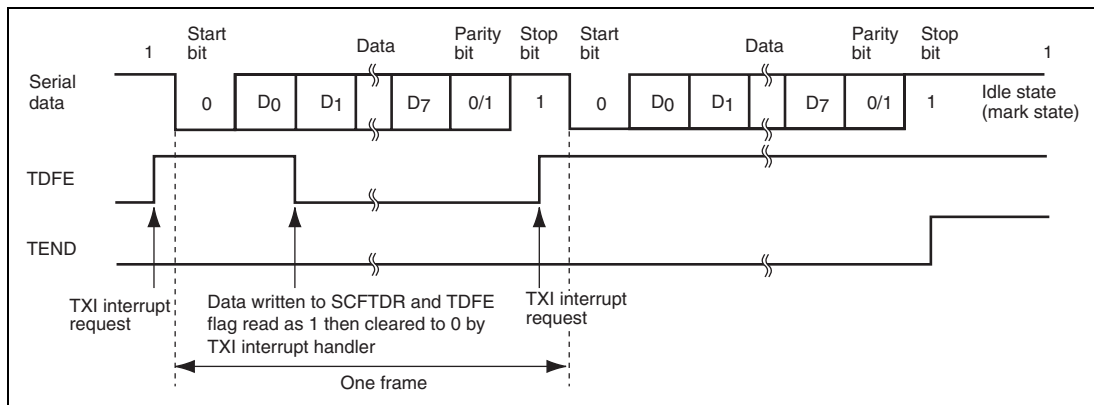 1
Start
bit
Data
Parity
bit
Stop
bit
Start
bit
Data
Parity
bit
Stop
bit
1
Serial
data
0
D0
D1
D7
0/1
1
0
D0
D1
D7
0/1
1
Idle state
(mark state)
TDFE
TEND
TXI interrupt
request
Data written to SCFTDR and TDFE
flag read as 1 then cleared to 0 by
TXI interrupt handler
TXI interrupt
request
One frame